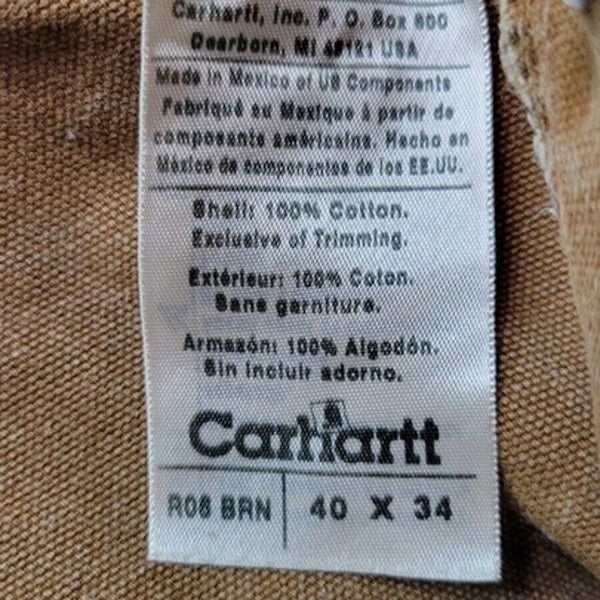 Carhartt, Inc. P. O. Box 600
Dearborn, MI 48121 USA
Made in Mexico of US Components
Fabriqué au Mexique à partir de
composants américains. Hecho en
México de componentes de los EE.UU.
Shell: 100% Cotton.
Exclusive of Trimming.
Extérieur: 100% Coton.
Sans garniture.
Armazón: 100% Algodón.
Sin incluir adorno.
Carhartt
R06 BRN
40 X 34